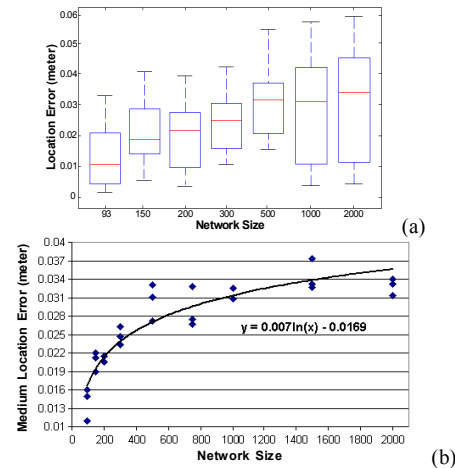 0.06
0.05
0.04
0.03
0.02
0.01
0
Location Error (meter)
93 150 200 300 500 1000 2000
Network Size
(a)
0.04
0.037
0.034
0.031
0.028
0.025
0.022
0.019
0.016
0.013
0.01
Medium Location Error (meter)
y = 0.007ln(x) - 0.0169
0 200 400 600 800 1000 1200 1400 1600 1800 2000
Network Size
(b)